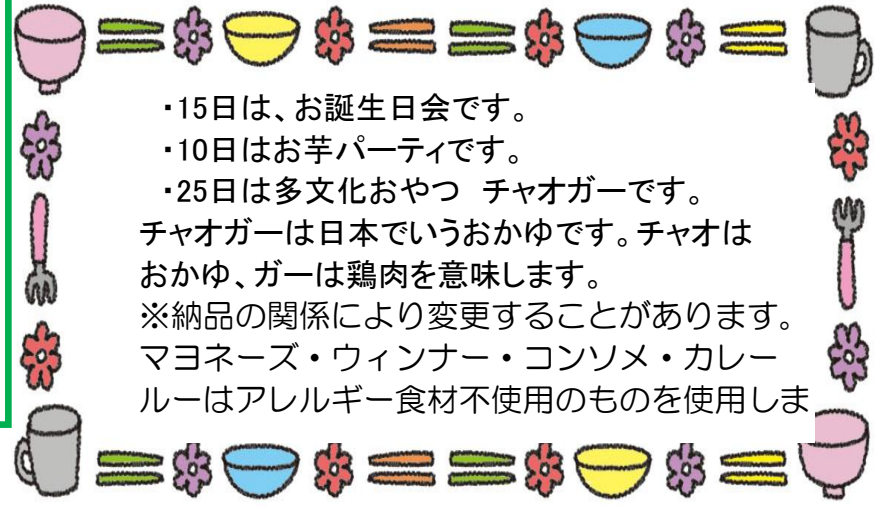 ・15日は、お誕生日会です。
・10日はお芋パーティです。
・25日は多文化おやつ　チャオガーです。
チャオガーは日本でいうおかゆです。チャオは
おかゆ、ガーは鶏肉を意味します。
※納品の関係により変更することがあります。
マヨネーズ・ウィンナー・コンソメ・カレー
ルーはアレルギー食材不使用のものを使用しま